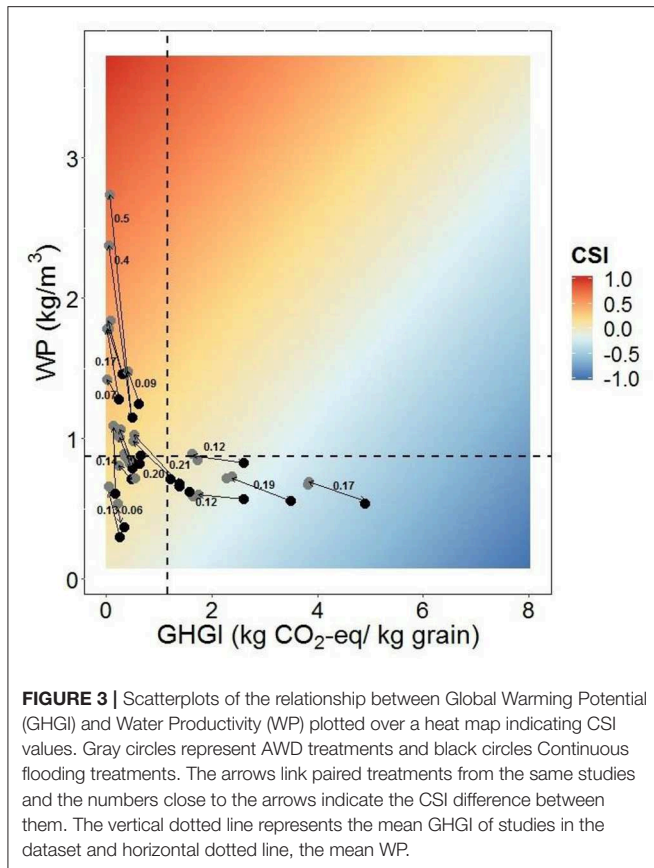 3
2
1
0
WP (kg/m³)
0.5
0.4
0.17
0.09
0.07
0.12
0.14
0.21
0.20
0.19
0.17
0.12
0.13
0.06
0
2
4
6
8
GHGI (kg CO₂-eq/ kg grain)
CSI
1.0
0.5
0.0
-0.5
-1.0
FIGURE 3 | Scatterplots of the relationship between Global Warming Potential
(GHGI) and Water Productivity (WP) plotted over a heat map indicating CSI
values. Gray circles represent AWD treatments and black circles Continuous
flooding treatments. The arrows link paired treatments from the same studies
and the numbers close to the arrows indicate the CSI difference between
them. The vertical dotted line represents the mean GHGI of studies in the
dataset and horizontal dotted line, the mean WP.